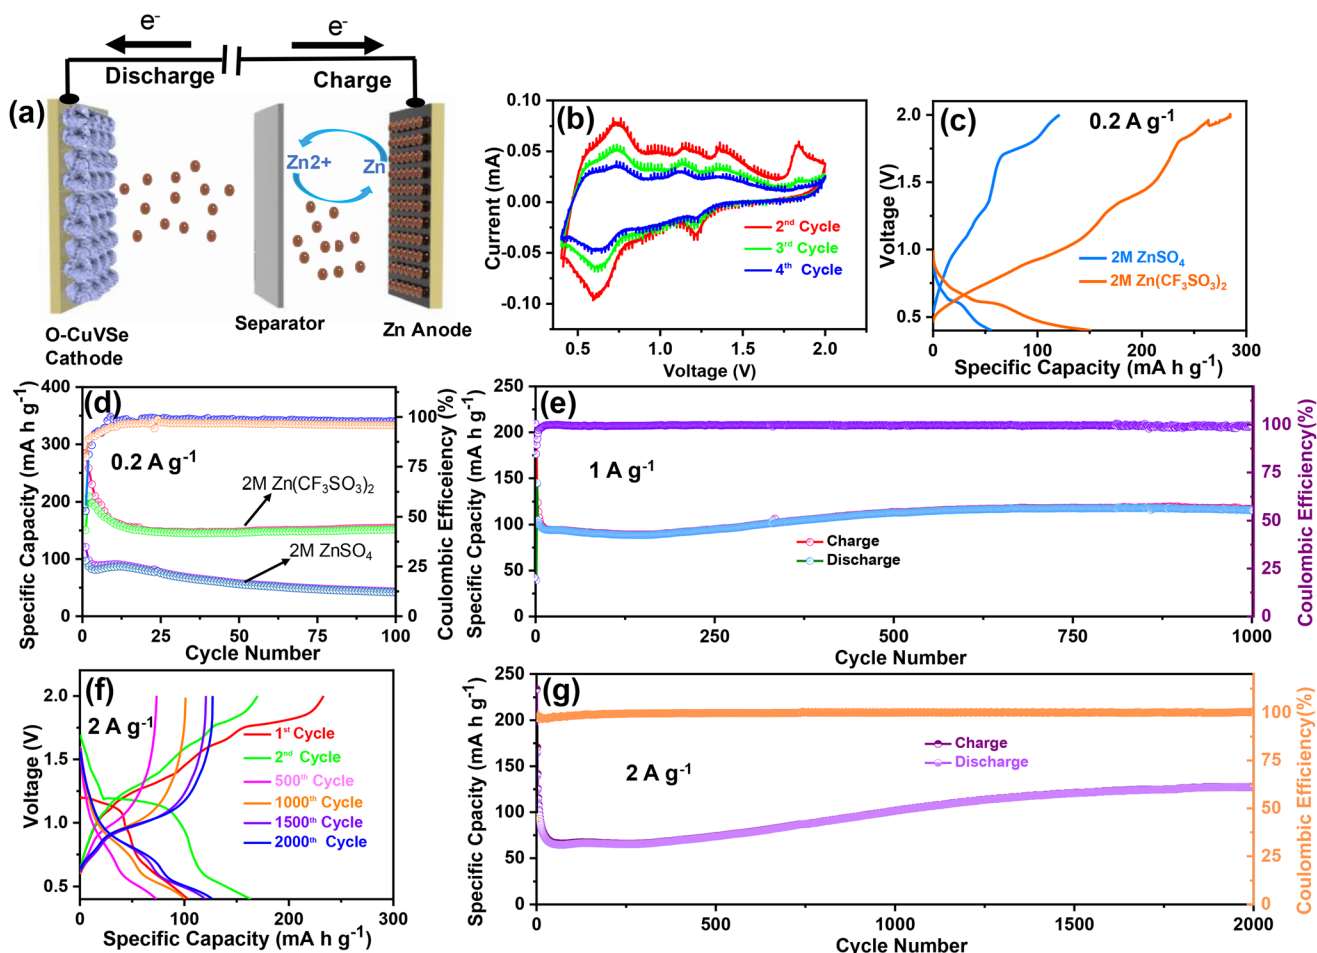 e-
e-
Discharge
Charge
(a)
Zn2+
Zn
O-CuVSe
Cathode
Separator
Zn Anode
(b)
0.10
0.05
0.00
-0.05
-0.10
Current (mA)
2nd Cycle
3rd Cycle
4th Cycle
0.5
1.0
1.5
2.0
Voltage (V)
(c)
0.2 A g-1
2.0
1.5
1.0
0.5
Voltage (V)
2M ZnSO4
2M Zn(CF3SO3)2
0
100
200
300
Specific Capacity (mA h g-1)
(d)
400
350
300
250
200
150
100
50
0
Specific Capacity (mA h g-1)
0.2 A g-1
2M Zn(CF3SO3)2
2M ZnSO4
100
75
50
25
0
Coulombic Efficeiency (%)
0
25
50
75
100
Cycle Number
(e)
250
200
150
100
50
0
Specific Cpacity (mA h g-1)
1 A g-1
Charge
Discharge
100
75
50
25
0
Coulombic Efficiency(%)
0
250
500
750
1000
Cycle Number
(f)
2 A g-1
2.0
1.5
1.0
0.5
Voltage (V)
1st Cycle
2nd Cycle
500th Cycle
1000th Cycle
1500th Cycle
2000th Cycle
0
100
200
300
Specific Capacity (mA h g-1)
(g)
250
200
150
100
50
0
Specific Cpacity (mA h g-1)
Charge
Discharge
2 A g-1
100
75
50
25
0
Coulombic Efficiency(%)
0
500
1000
1500
2000
Cycle Number